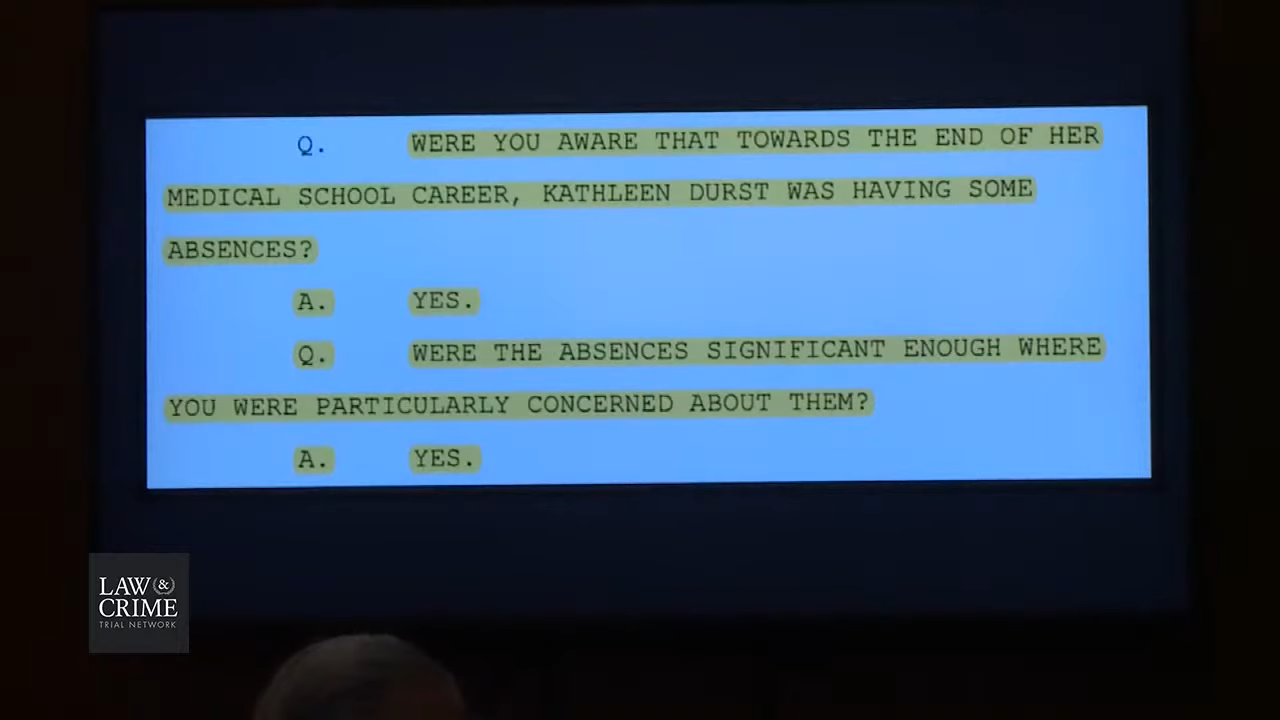 Q. WERE YOU AWARE THAT TOWARDS THE END OF HER
MEDICAL SCHOOL CAREER, KATHLEEN DURST WAS HAVING SOME
ABSENCES?
A. YES.
Q. WERE THE ABSENCES SIGNIFICANT ENOUGH WHERE
YOU WERE PARTICULARLY CONCERNED ABOUT THEM?
A. YES.
LAW &
CRIME
TRIAL NETWORK